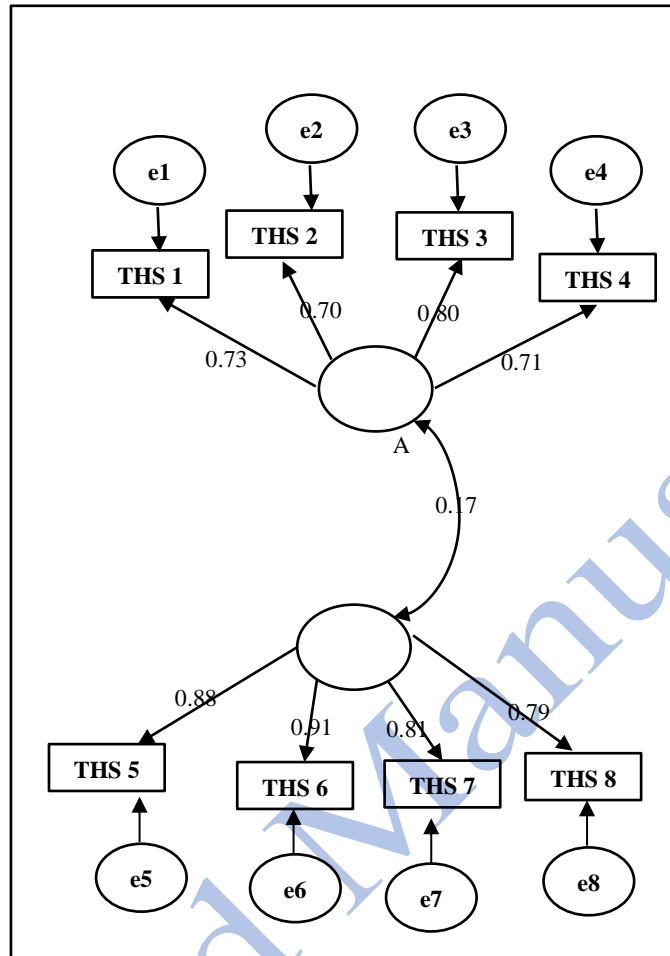 e2
e3
e1
e4
THS 2
THS 3
THS 1
THS 4
0.70
0.80
0.73
0.71
A
0.17
0.88
0.91
0.81
0.79
THS 5
THS 6
THS 7
THS 8
e5
e6
e7
e8
d Manus